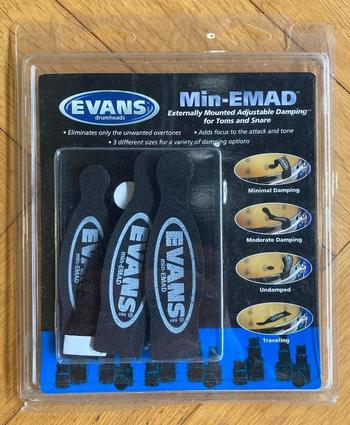 EVANS
drumheads
Min-EMAD™
Externally Mounted Adjustable Damping™
for Toms and Snare
• Eliminates only the unwanted overtones
• Adds focus to the attack and tone
• 3 different sizes for a variety of damping options
Minimal Damping
Moderate Damping
Undamped
Traveling
EVANS
min-EMAD
EVANS
min-EMAD
EVANS
min-EMAD